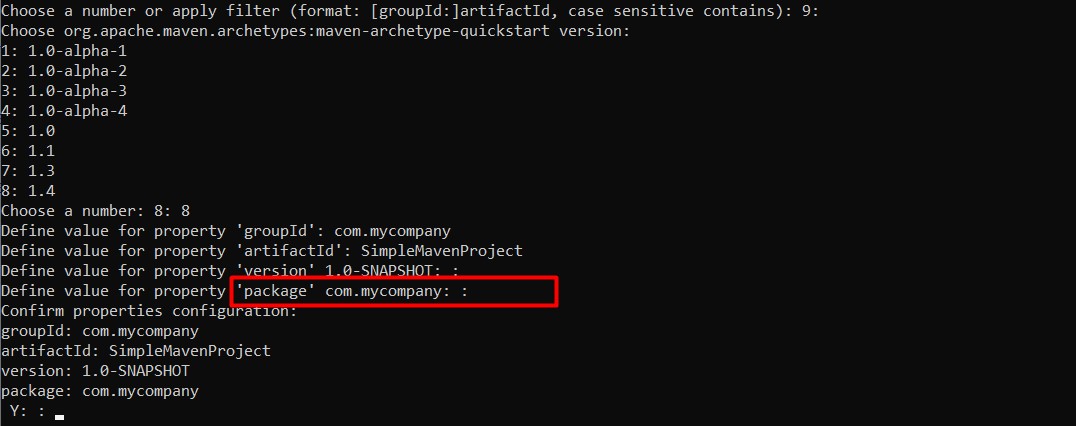 Choose a number or apply filter (format: [groupId:]artifactId, case sensitive contains): 9:
Choose org.apache.maven.archetypes:maven-archetype-quickstart version:
1: 1.0-alpha-1
2: 1.0-alpha-2
3: 1.0-alpha-3
4: 1.0-alpha-4
5: 1.0
6: 1.1
7: 1.3
8: 1.4
Choose a number: 8: 8
Define value for property 'groupId': com.mycompany
Define value for property 'artifactId': SimpleMavenProject
Define value for property 'version' 1.0-SNAPSHOT: :
Define value for property 'package' com.mycompany: :
Confirm properties configuration:
groupId: com.mycompany
artifactId: SimpleMavenProject
version: 1.0-SNAPSHOT
package: com.mycompany
 Y: :